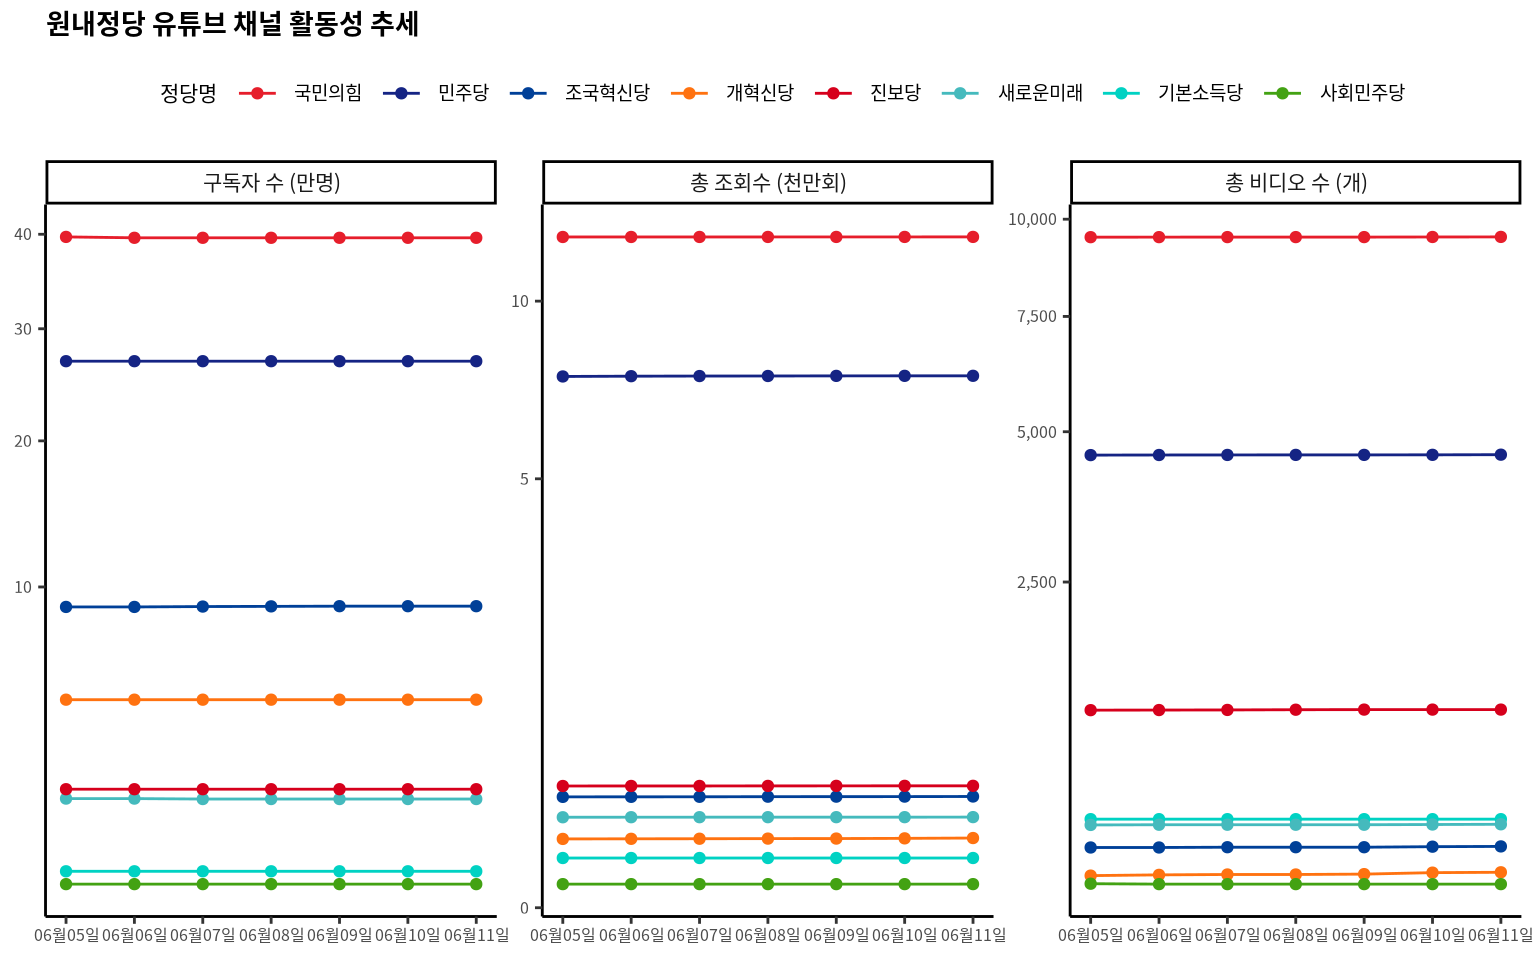 원내정당 유튜브 채널 활동성 추세
정당명 국민의힘 민주당 조국혁신당 개혁신당 진보당 새로운미래 기본소득당 사회민주당
구독자 수 (만명)
40
30
20
10
06월05일 06월06일 06월07일 06월08일 06월09일 06월10일 06월11일
총 조회수 (천만회)
10
5
0
06월05일 06월06일 06월07일 06월08일 06월09일 06월10일 06월11일
총 비디오 수 (개)
10,000
7,500
5,000
2,500
06월05일 06월06일 06월07일 06월08일 06월09일 06월10일 06월11일